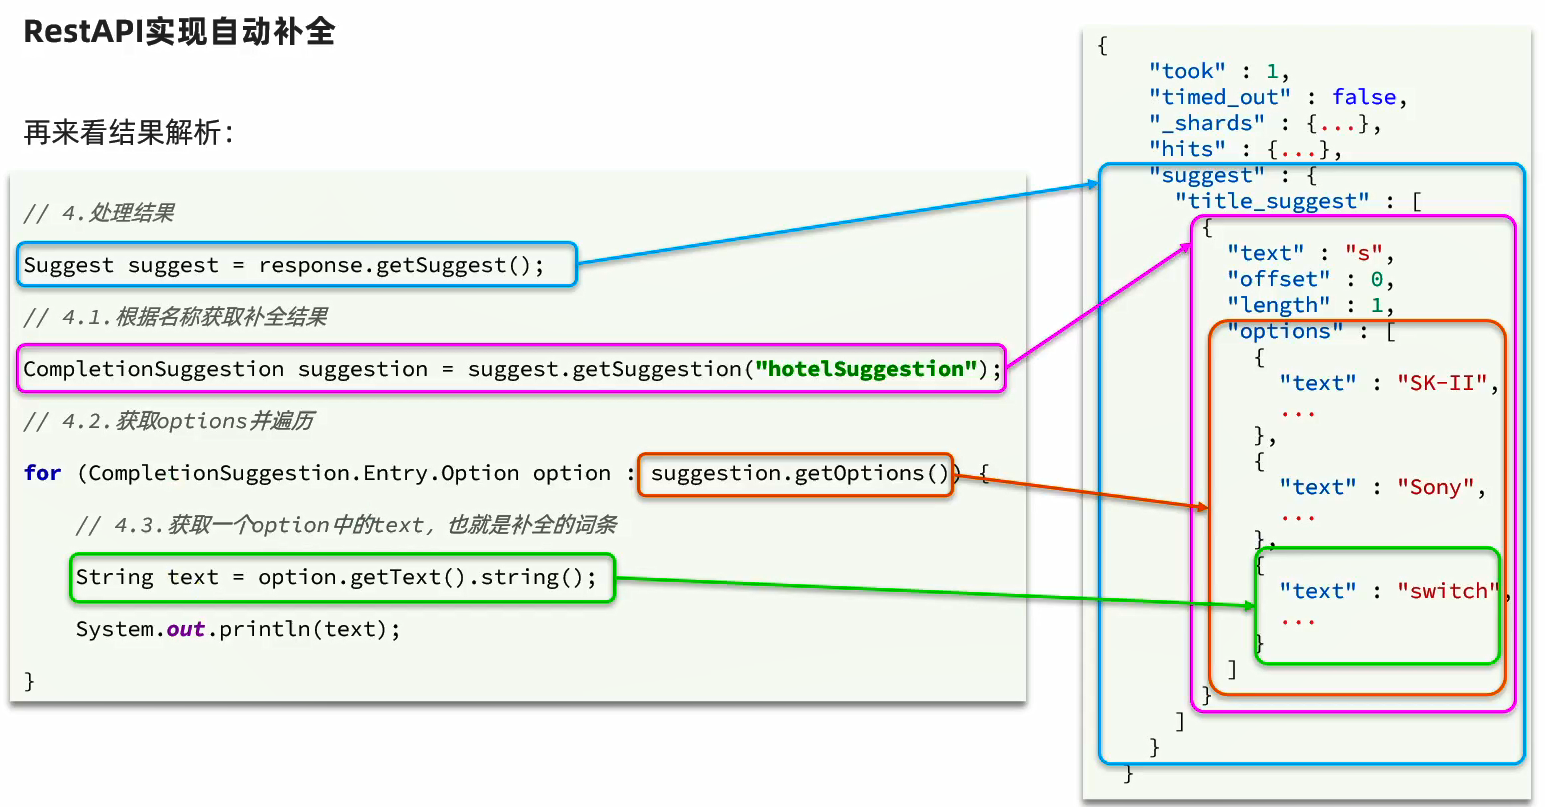 RestAPI实现自动补全
再来看结果解析：
// 4.处理结果
Suggest suggest = response.getSuggest();
// 4.1.根据名称获取补全结果
CompletionSuggestion suggestion = suggest.getSuggestion("hotelSuggestion");
// 4.2.获取options并遍历
for (CompletionSuggestion.Entry.Option option : suggestion.getOptions()) {
// 4.3.获取一个option中的text，也就是补全的词条
String text = option.getText().string();
System.out.println(text);
}
{
"took" : 1,
"timed_out" : false,
"_shards" : {...},
"hits" : {...},
"suggest" : {
"title_suggest" : [
{
"text" : "s",
"offset" : 0,
"length" : 1,
"options" : [
{
"text" : "SK-II",
...
},
{
"text" : "Sony",
...
},
{
"text" : "switch",
...
}
]
}
]
}
}